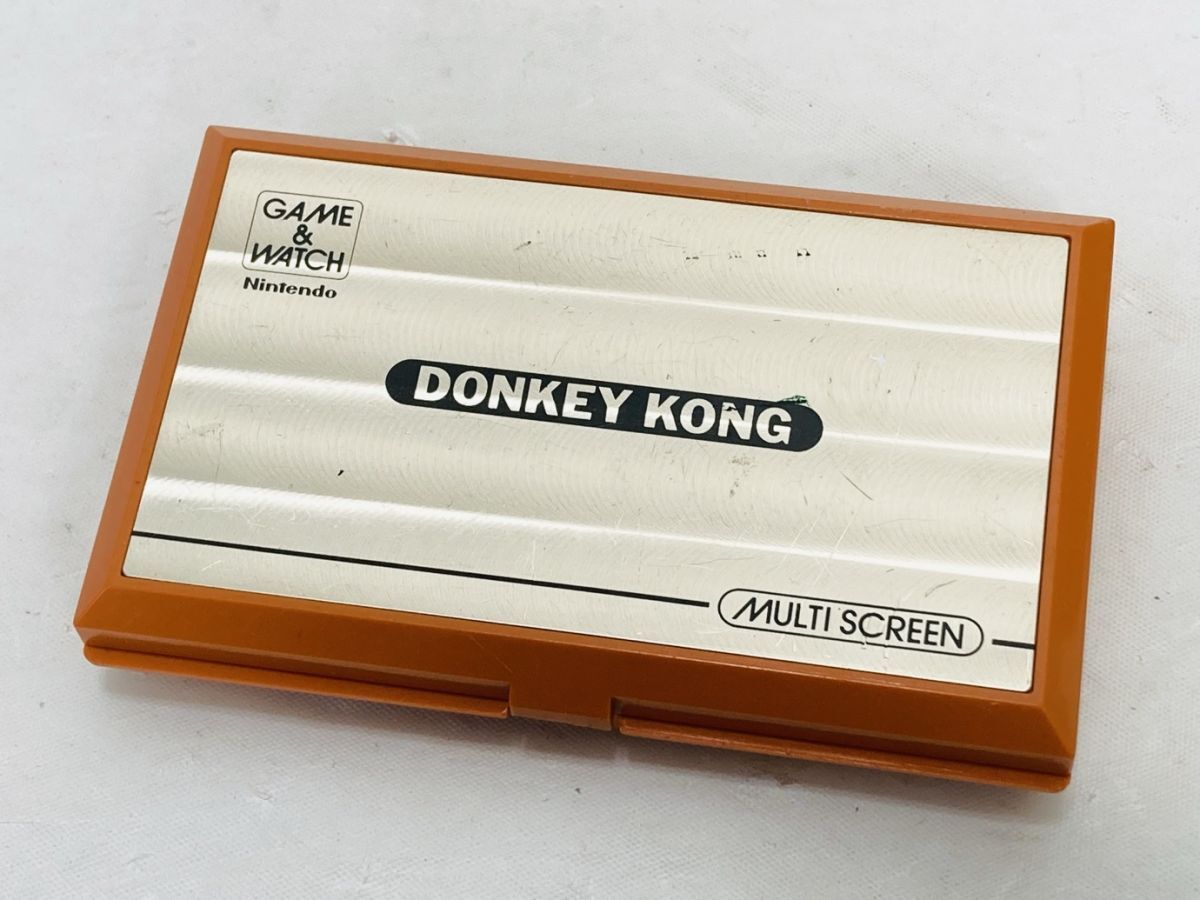 GAME
&
WATCH
Nintendo
DONKEY KONG
MULTI SCREEN